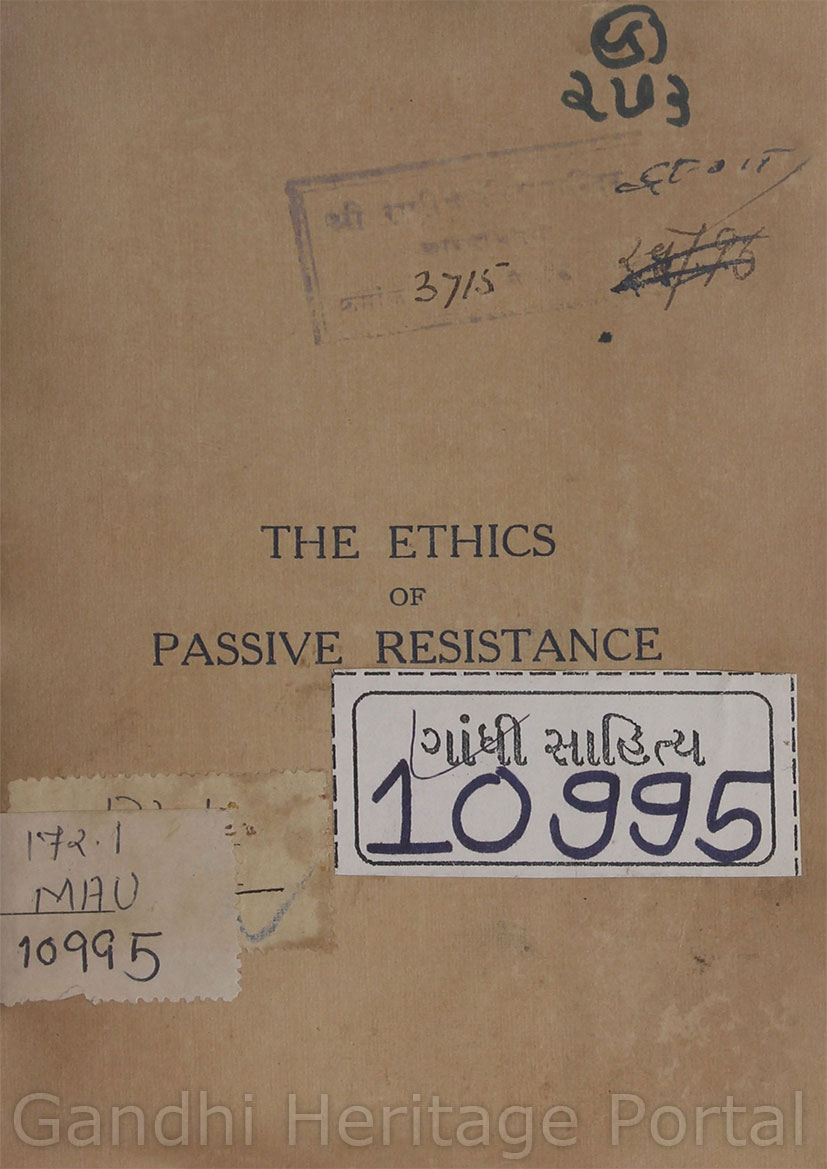 ૨૫૩
3715
THE ETHICS
OF
PASSIVE RESISTANCE
ગાંધી સાહિત્ય
10995
172.1
MAU
10995
Gandhi Heritage Portal